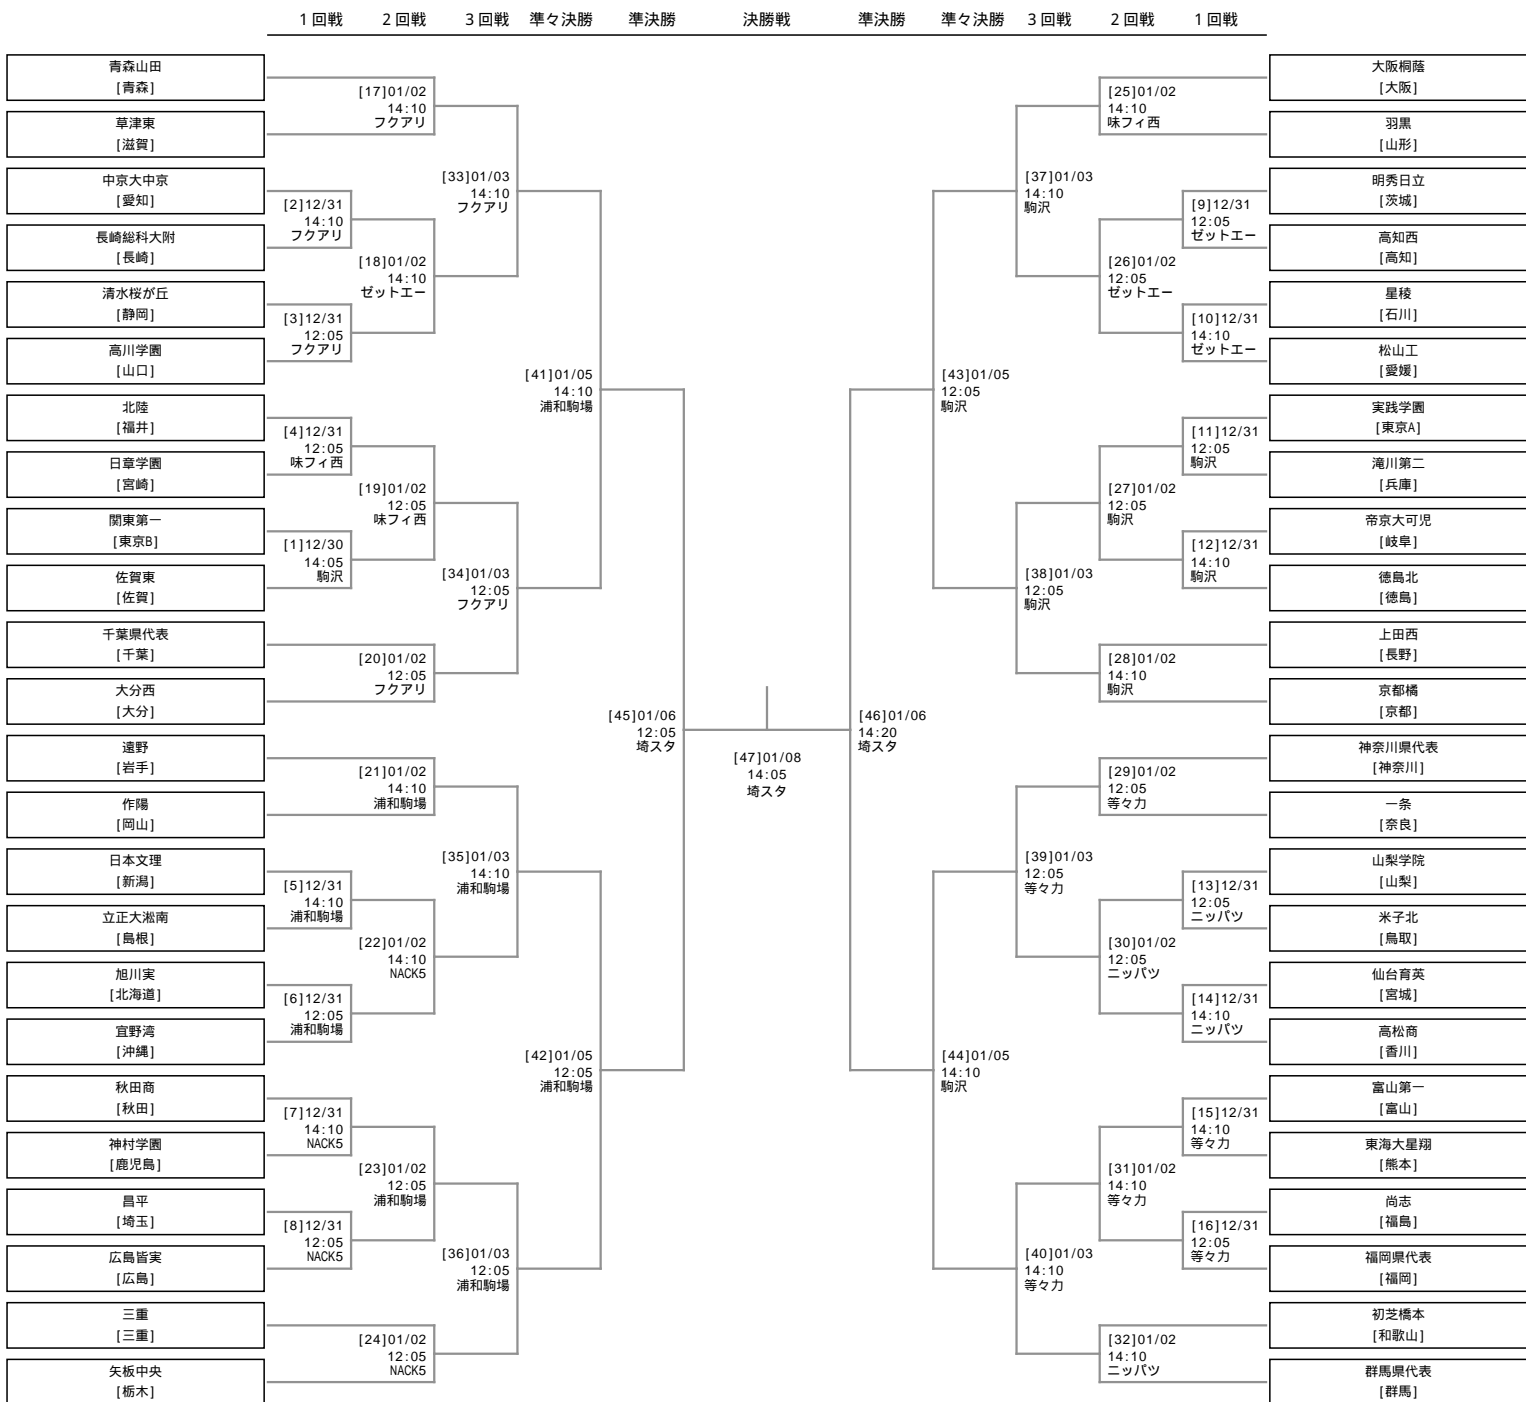 1回戦 2回戦 3回戦 準々決勝 準決勝 決勝戦 準決勝 準々決勝 3回戦 2回戦 1回戦
青森山田
[青森]
草津東
[滋賀]
中京大中京
[愛知]
長崎総科大附
[長崎]
清水桜が丘
[静岡]
高川学園
[山口]
北陸
[福井]
日章学園
[宮崎]
関東第一
[東京B]
佐賀東
[佐賀]
千葉県代表
[千葉]
大分西
[大分]
遠野
[岩手]
作陽
[岡山]
日本文理
[新潟]
立正大淞南
[島根]
旭川実
[北海道]
宜野湾
[沖縄]
秋田商
[秋田]
神村学園
[鹿児島]
昌平
[埼玉]
広島皆実
[広島]
三重
[三重]
矢板中央
[栃木]
[2]12/31
14:10
フクアリ
[3]12/31
12:05
フクアリ
[4]12/31
12:05
味フィ西
[1]12/30
14:05
駒沢
[5]12/31
14:10
浦和駒場
[6]12/31
12:05
浦和駒場
[7]12/31
14:10
NACK5
[8]12/31
12:05
NACK5
[17]01/02
14:10
フクアリ
[18]01/02
14:10
ゼットエー
[19]01/02
12:05
味フィ西
[20]01/02
12:05
フクアリ
[21]01/02
14:10
浦和駒場
[22]01/02
14:10
NACK5
[23]01/02
12:05
浦和駒場
[24]01/02
12:05
NACK5
[33]01/03
14:10
フクアリ
[34]01/03
12:05
フクアリ
[35]01/03
14:10
浦和駒場
[36]01/03
12:05
浦和駒場
[41]01/05
14:10
浦和駒場
[42]01/05
12:05
浦和駒場
[45]01/06
12:05
埼スタ
[47]01/08
14:05
埼スタ
[46]01/06
14:20
埼スタ
[43]01/05
12:05
駒沢
[44]01/05
14:10
駒沢
[37]01/03
14:10
駒沢
[38]01/03
12:05
駒沢
[39]01/03
12:05
等々力
[40]01/03
14:10
等々力
[25]01/02
14:10
味フィ西
[26]01/02
12:05
ゼットエー
[27]01/02
12:05
駒沢
[28]01/02
14:10
駒沢
[29]01/02
12:05
等々力
[30]01/02
12:05
ニッパツ
[31]01/02
14:10
等々力
[32]01/02
14:10
ニッパツ
[9]12/31
12:05
ゼットエー
[10]12/31
14:10
ゼットエー
[11]12/31
12:05
駒沢
[12]12/31
14:10
駒沢
[13]12/31
12:05
ニッパツ
[14]12/31
14:10
ニッパツ
[15]12/31
14:10
等々力
[16]12/31
12:05
等々力
大阪桐蔭
[大阪]
羽黒
[山形]
明秀日立
[茨城]
高知西
[高知]
星稜
[石川]
松山工
[愛媛]
実践学園
[東京A]
滝川第二
[兵庫]
帝京大可児
[岐阜]
徳島北
[徳島]
上田西
[長野]
京都橘
[京都]
神奈川県代表
[神奈川]
一条
[奈良]
山梨学院
[山梨]
米子北
[鳥取]
仙台育英
[宮城]
高松商
[香川]
富山第一
[富山]
東海大星翔
[熊本]
尚志
[福島]
福岡県代表
[福岡]
初芝橋本
[和歌山]
群馬県代表
[群馬]